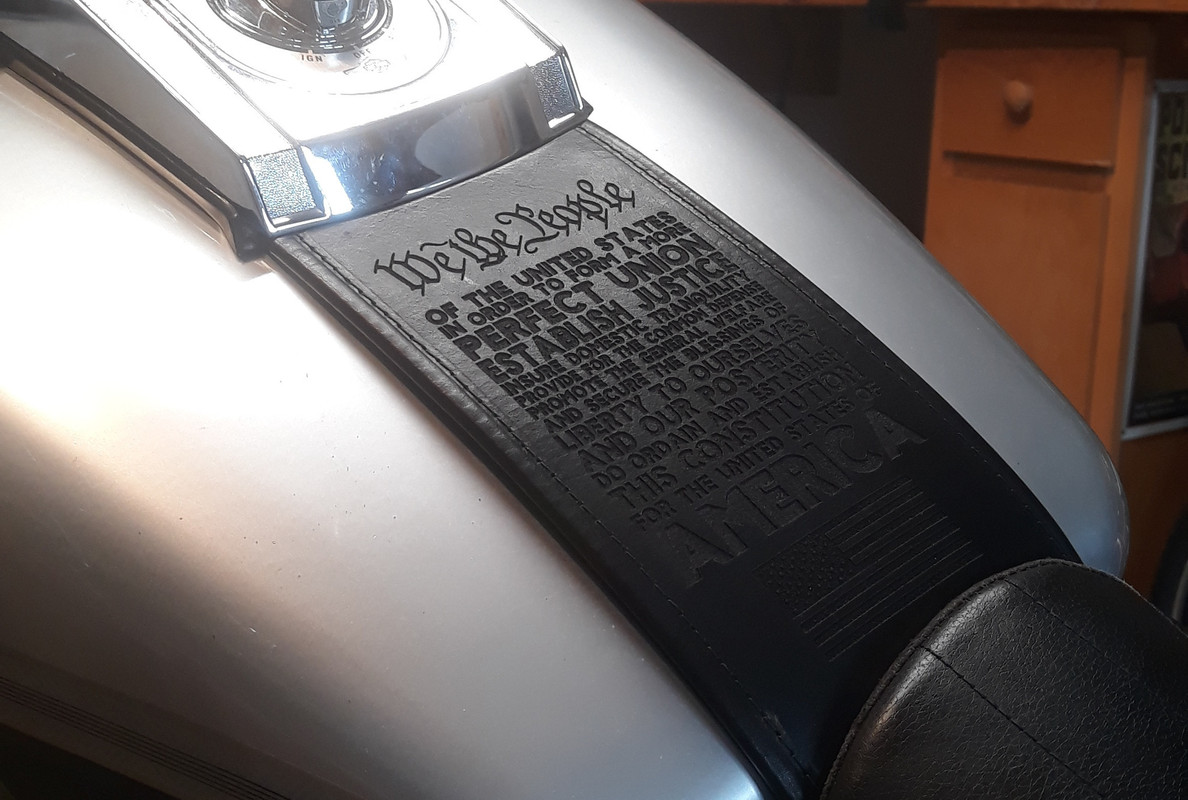 IGN
We the People
OF THE UNITED STATES
IN ORDER TO FORM A MORE
PERFECT UNION
ESTABLISH JUSTICE
INSURE DOMESTIC TRANQUILITY
PROVIDE FOR THE COMMON DEFENSE
PROMOTE THE GENERAL WELFARE
AND SECURE THE BLESSINGS OF
LIBERTY TO OURSELVES
AND OUR POSTERITY
DO ORDAIN AND ESTABLISH
THIS CONSTITUTION
FOR THE UNITED STATES OF
AMERICA